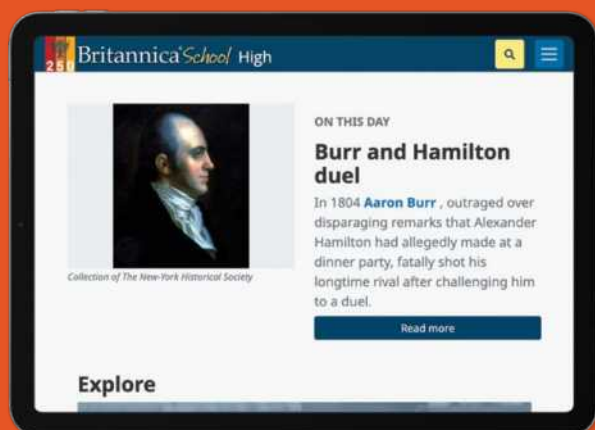 250
Britannica School High
ON THIS DAY
Burr and Hamilton
duel
In 1804 Aaron Burr , outraged over
disparaging remarks that Alexander
Hamilton had allegedly made at a
dinner party, fatally shot his
longtime rival after challenging him
to a duel.
Collection of The New-York Historical Society
Read more
Explore